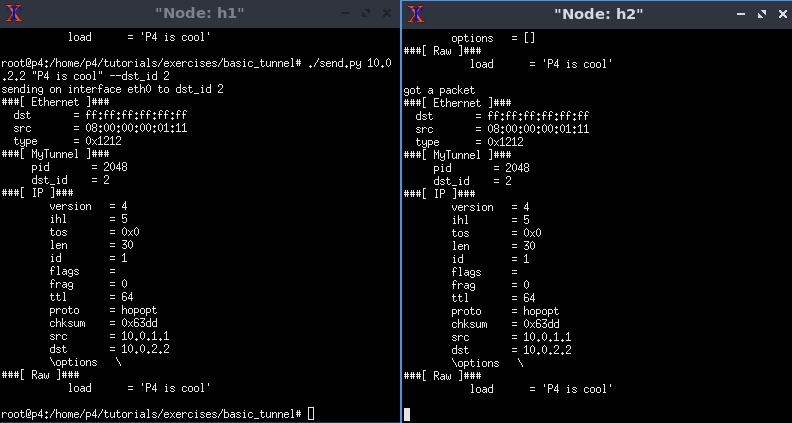 "Node: h1"
load = 'P4 is cool'
root@p4:/home/p4/tutorials/exercises/basic_tunnel# ./send.py 10.0
.2.2 "P4 is cool" --dst_id 2
sending on interface eth0 to dst_id 2
###[ Ethernet ]###
dst = ff:ff:ff:ff:ff:ff
src = 08:00:00:00:01:11
type = 0x1212
###[ MyTunnel ]###
pid = 2048
dst_id = 2
###[ IP ]###
version = 4
ihl = 5
tos = 0x0
len = 30
id = 1
flags =
frag = 0
ttl = 64
proto = hopopt
chksum = 0x63dd
src = 10.0.1.1
dst = 10.0.2.2
\options \
###[ Raw ]###
load = 'P4 is cool'
root@p4:/home/p4/tutorials/exercises/basic_tunnel#
"Node: h2"
options = []
###[ Raw ]###
load = 'P4 is cool'
got a packet
###[ Ethernet ]###
dst = ff:ff:ff:ff:ff:ff
src = 08:00:00:00:01:11
type = 0x1212
###[ MyTunnel ]###
pid = 2048
dst_id = 2
###[ IP ]###
version = 4
ihl = 5
tos = 0x0
len = 30
id = 1
flags =
frag = 0
ttl = 64
proto = hopopt
chksum = 0x63dd
src = 10.0.1.1
dst = 10.0.2.2
\options \
###[ Raw ]###
load = 'P4 is cool'